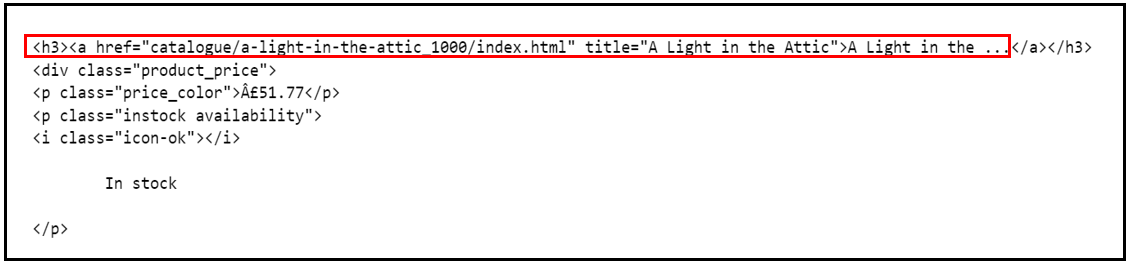 <h3><a href="catalogue/a-light-in-the-attic_1000/index.html" title="A Light in the Attic">A Light in the ...</a></h3>
<div class="product_price">
<p class="price_color">Â£51.77</p>
<p class="instock availability">
<i class="icon-ok"></i>
In stock
</p>